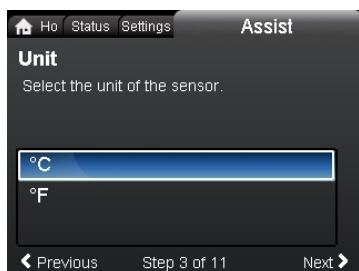 Ho Status Settings Assist
Unit
Select the unit of the sensor.
°C
°F
Previous Step 3 of 11 Next